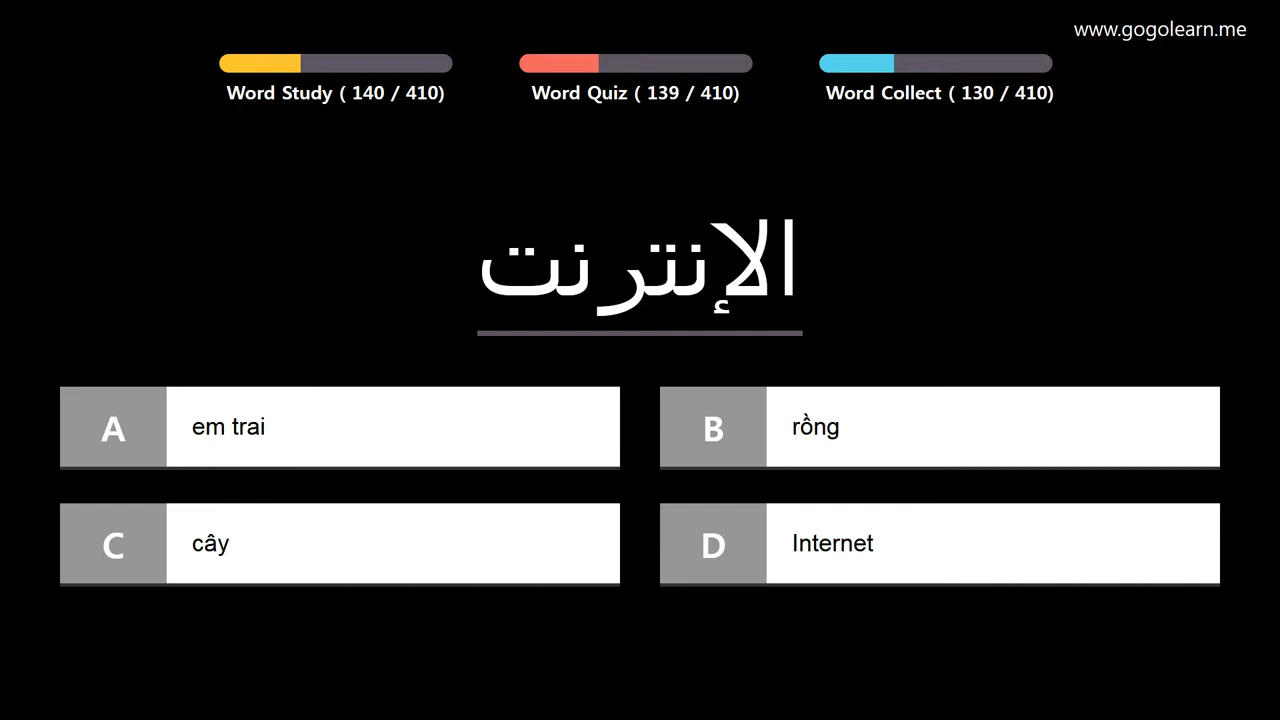 www.gogolearn.me
Word Study ( 140 / 410)
Word Quiz ( 139 / 410)
Word Collect ( 130 / 410)
الإنترنت
A em trai
B rồng
C cây
D Internet